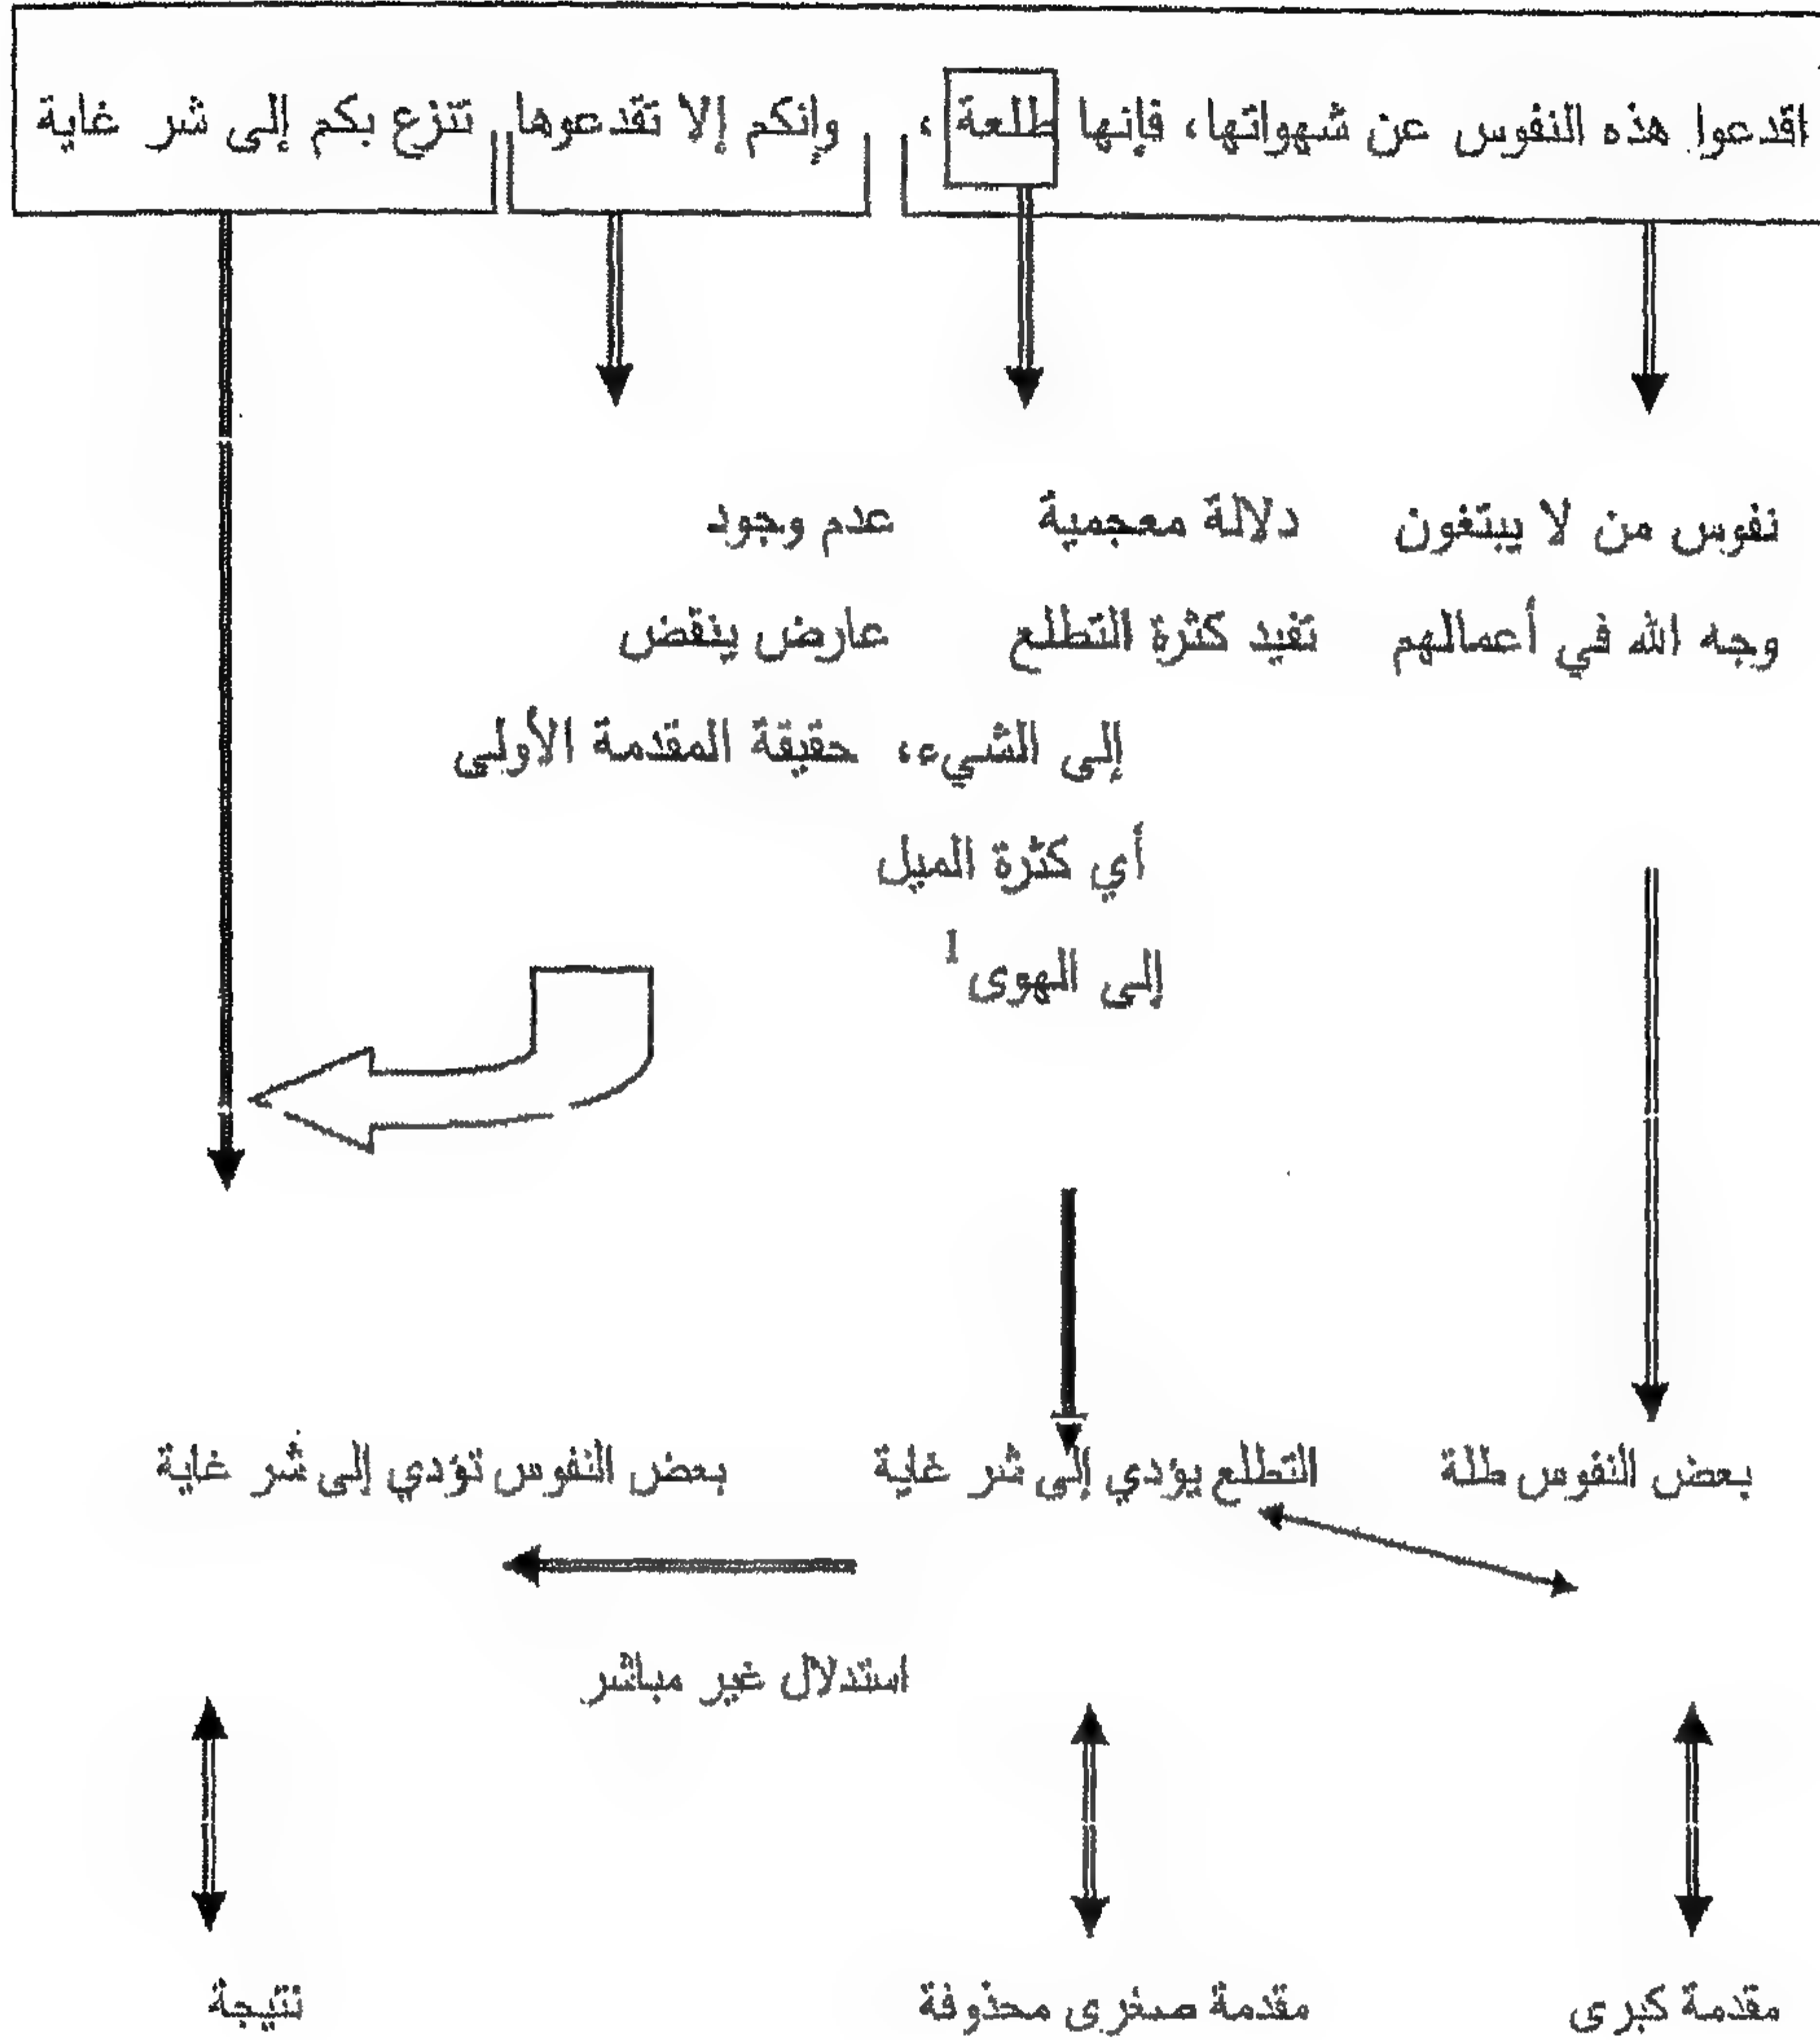 اقدعوا هذه النفوس عن شهواتها، فإنها طلعة، وإنكم إلا تقدعوها تنزع بكم إلى شر غاية
نفوس من لا يبتغون
وجه الله في أعمالهم
دلالة معجمية
تفيد كثرة التطلع
إلى الشيء،
أي كثرة الميل
إلى الهوى1
عدم وجود
عارض ينقض
حقيقة المقدمة الأولى
بعض النفوس طلة
التطلع يؤدي إلى شر غاية
بعض النفوس تؤدي إلى شر غاية
استدلال غير مباشر
مقدمة كبرى
مقدمة صغرى محذوفة
نتيجة